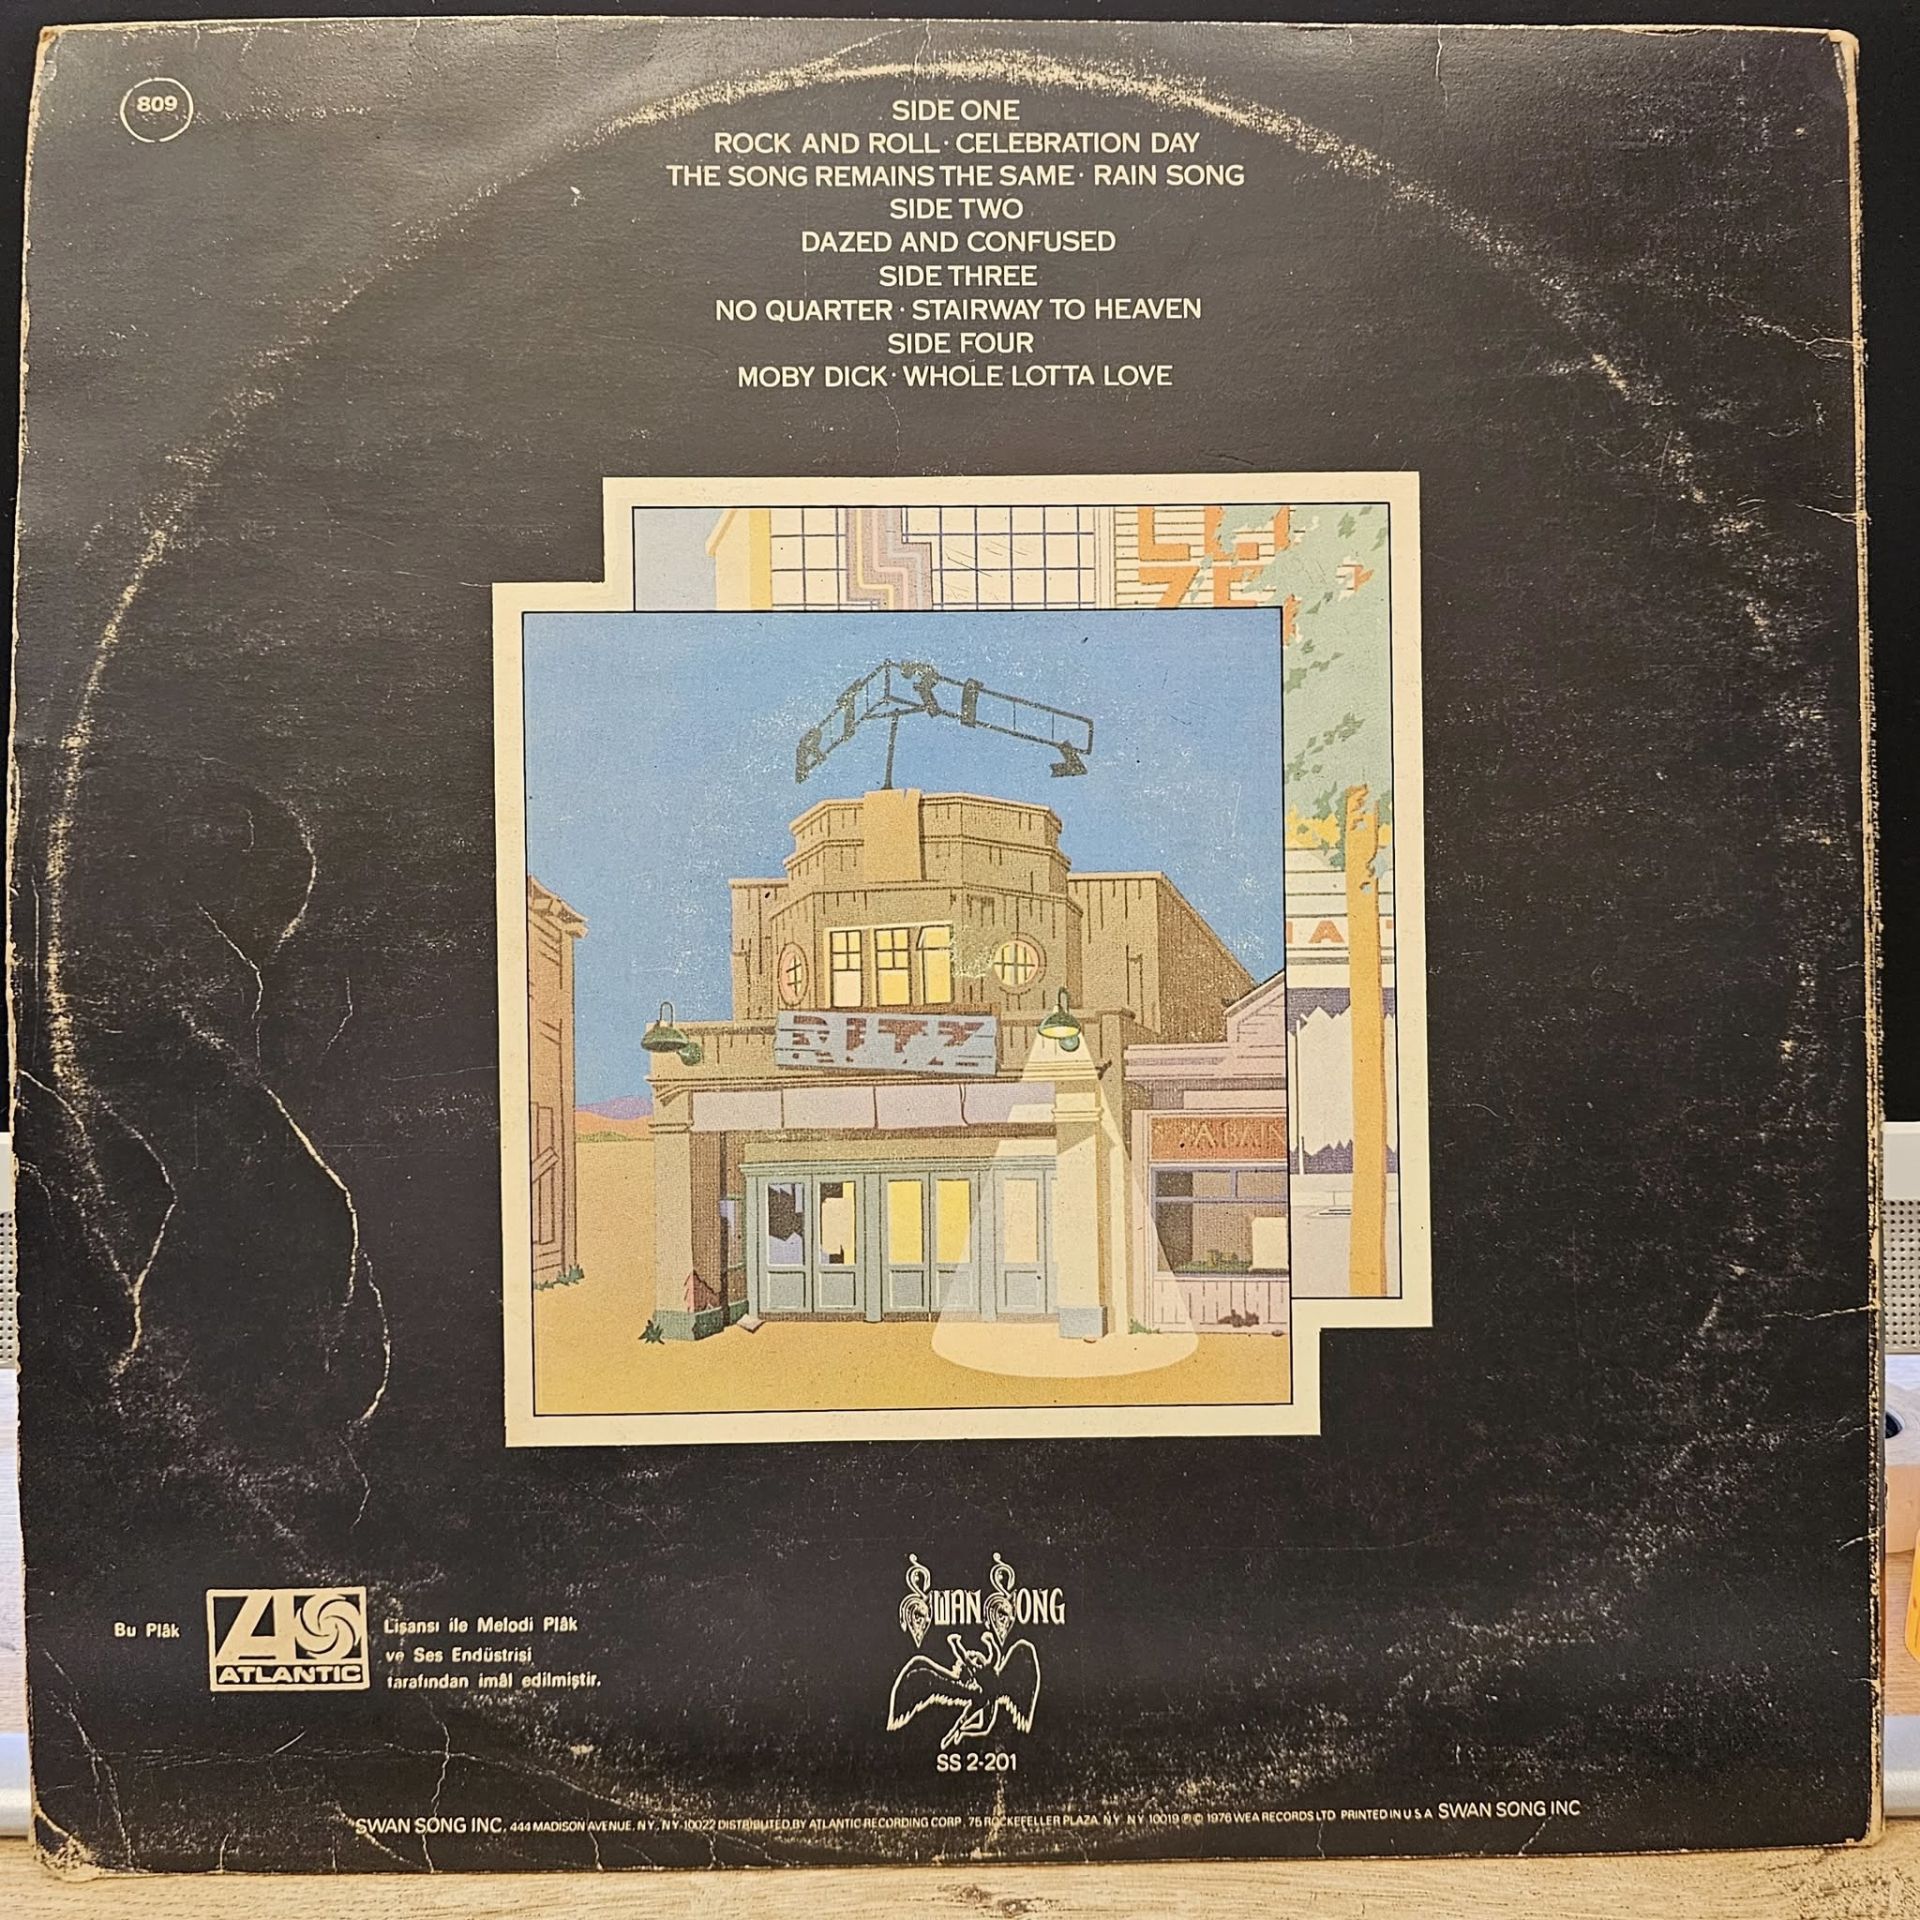 809
SIDE ONE
ROCK AND ROLL · CELEBRATION DAY
THE SONG REMAINS THE SAME · RAIN SONG
SIDE TWO
DAZED AND CONFUSED
SIDE THREE
NO QUARTER · STAIRWAY TO HEAVEN
SIDE FOUR
MOBY DICK · WHOLE LOTTA LOVE
RITZ
Bu Plâk
ATLANTIC
Lisansı ile Melodi Plâk
ve Ses Endüstrisi
tarafından imâl edilmiştir.
SWAN SONG
SS 2-201
SWAN SONG INC. 444 MADISON AVENUE, N.Y., N.Y. 10022 DISTRIBUTED BY ATLANTIC RECORDING CORP. 75 ROCKEFELLER PLAZA N.Y. N.Y. 10019 ℗ © 1976 WEA RECORDS LTD PRINTED IN U S A SWAN SONG INC